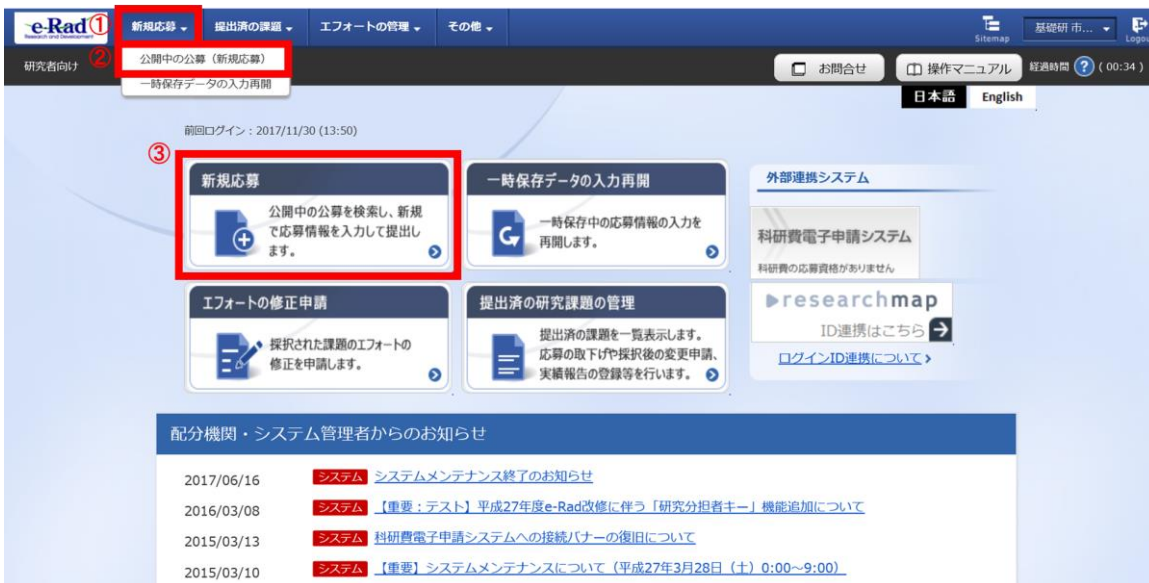 e-Rad
Research and Development
①
新規応募
提出済の課題
エフォートの管理
その他
Sitemap
基礎研 市...
Logou
研究者向け
②
公開中の公募（新規応募）
お問合せ
操作マニュアル
経過時間 ? ( 00:34 )
一時保存データの入力再開
日本語 English
前回ログイン：2017/11/30 (13:50)
③
新規応募
公開中の公募を検索し、新規
で応募情報を入力して提出し
ます。
一時保存データの入力再開
一時保存中の応募情報の入力を
再開します。
外部連携システム
科研費電子申請システム
科研費の応募資格がありません
エフォートの修正申請
採択された課題のエフォートの
修正を申請します。
提出済の研究課題の管理
提出済の課題を一覧表示します。
応募の取下げや採択後の変更申請、
実績報告の登録等を行います。
researchmap
ID連携はこちら
ログインID連携について
配分機関・システム管理者からのお知らせ
2017/06/16 システム システムメンテナンス終了のお知らせ
2016/03/08 システム 【重要：テスト】平成27年度e-Rad改修に伴う「研究分担者キー」機能追加について
2015/03/13 システム 科研費電子申請システムへの接続バナーの復旧について
2015/03/10 システム 【重要】システムメンテナンスについて（平成27年3月28日（土）0:00～9:00）